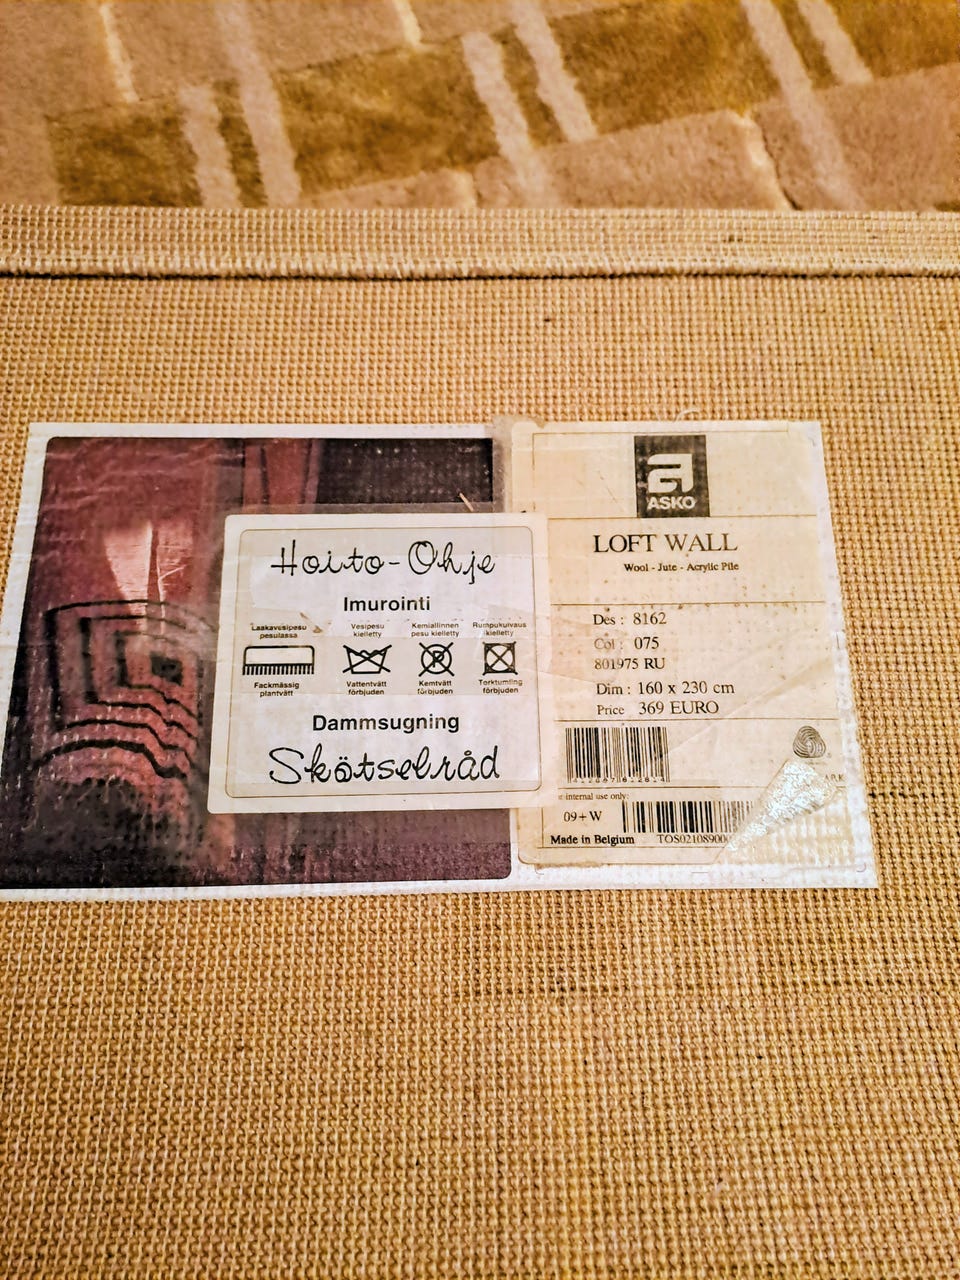 Hoito-Ohje
Imurointi
Laakavesipesu pesulassa
Vesipesu kielletty
Kemiallinen pesu kielletty
Rumpukuivaus kielletty
Fackmässig plantvätt
Vattentvätt förbjuden
Kemtvätt förbjuden
Torktumling förbjuden
Dammsugning
Skötselråd
ASKO
LOFT WALL
Wool - Jute - Acrylic Pile
Des : 8162
Col : 075
801975 RU
Dim : 160 x 230 cm
Price 369 EURO
internal use only:
09+W
Made in Belgium